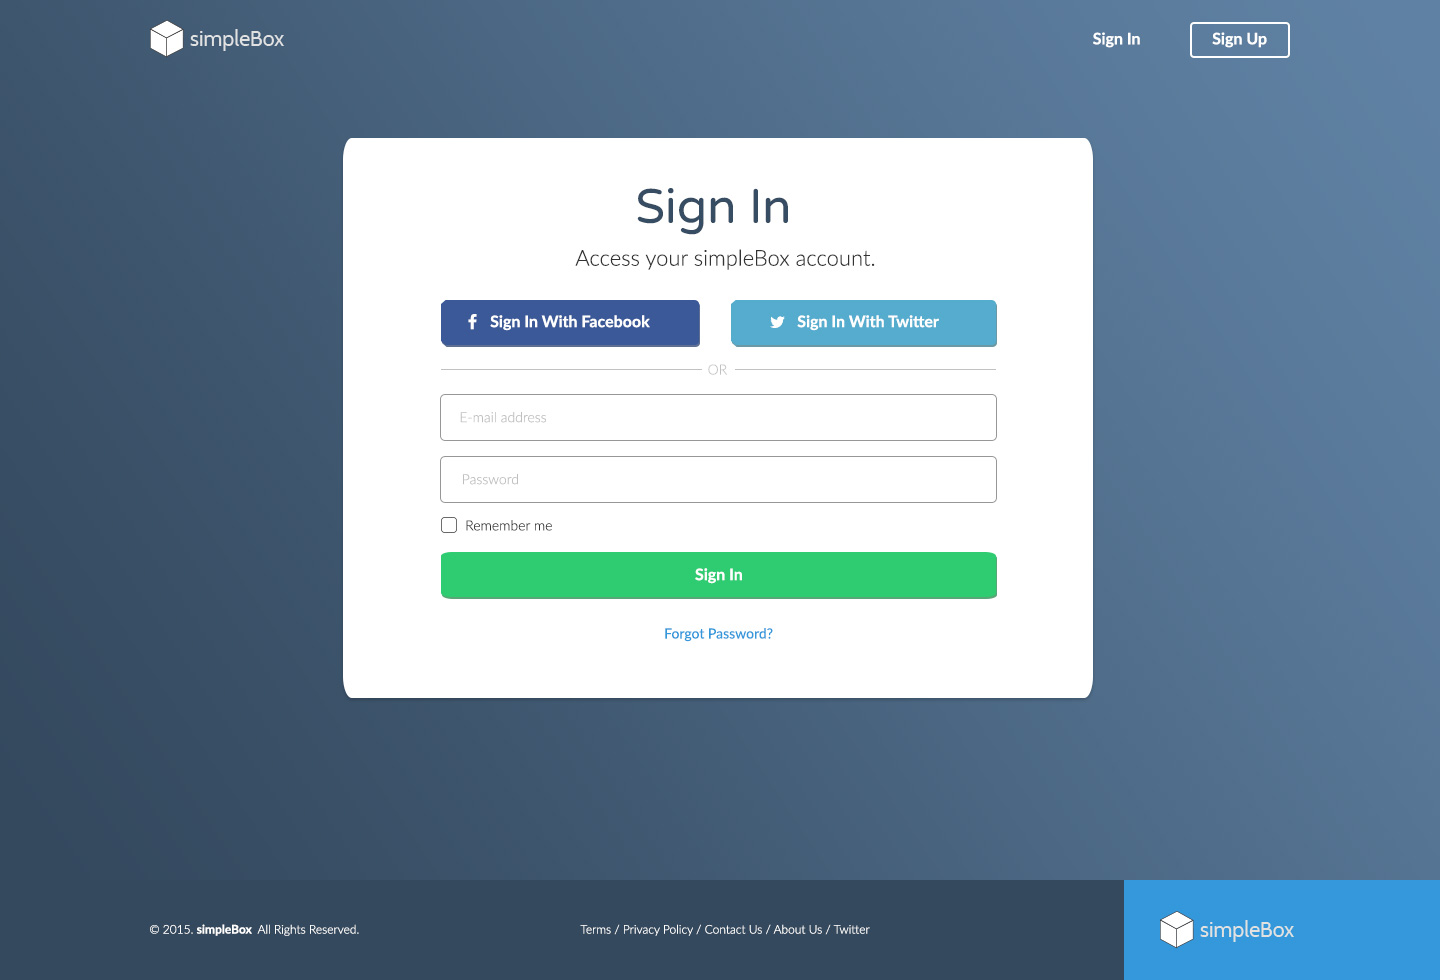 simpleBox
Sign In
Sign Up
Sign In
Access your simpleBox account.
Sign In With Facebook
Sign In With Twitter
OR
E-mail address
Password
Remember me
Sign In
Forgot Password?
© 2015. simpleBox All Rights Reserved.
Terms / Privacy Policy / Contact Us / About Us / Twitter
simpleBox